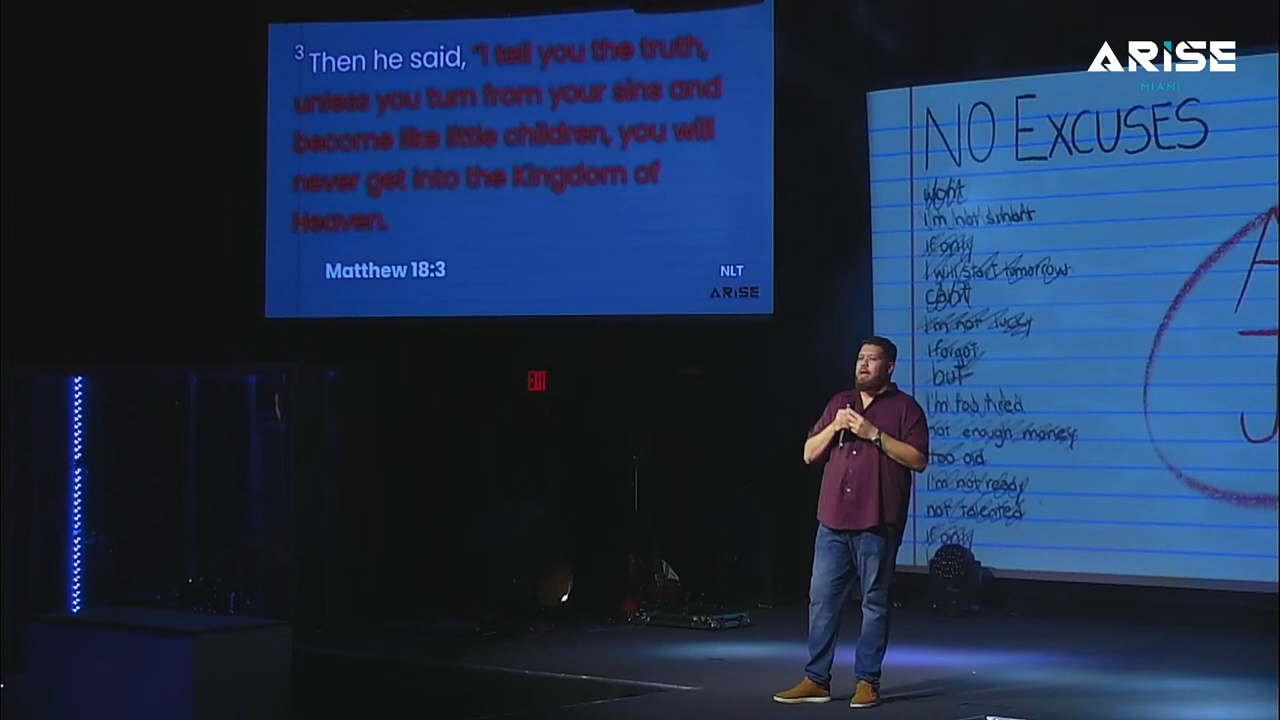 3 Then he said, "I tell you the truth,
unless you turn from your sins and
become like little children, you will
never get into the Kingdom of
Heaven.
Matthew 18:3
NLT
ARiSE
ARiSE
MIAMI
NO EXCUSES
won't
i'm not smart
if only
I will start tomorrow
can't
I'm not lucky
i forgot
but
I'm too tired
not enough money
too old
I'm not ready
not talented
if only
EXIT